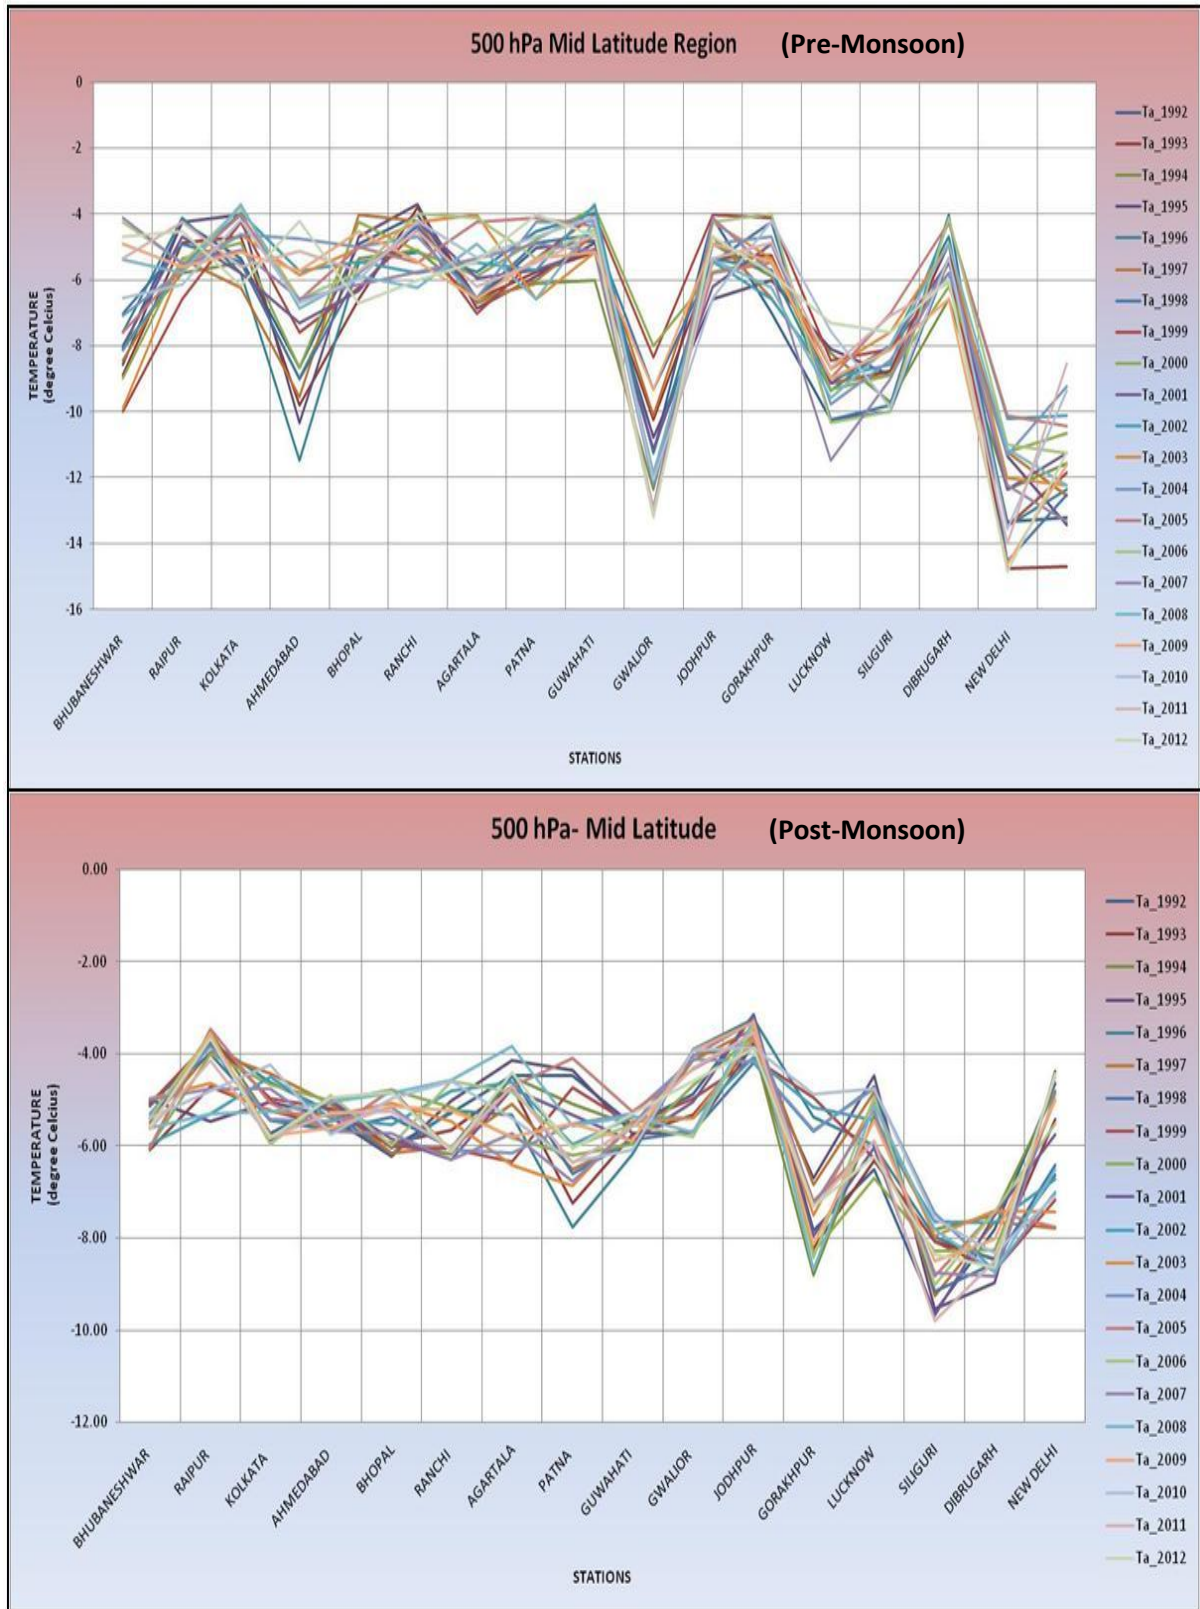 500 hPa Mid Latitude Region (Pre-Monsoon)
0
-2
-4
-6
-8
-10
-12
-14
-16
TEMPERATURE
(degree Celcius)
BHUBANESHWAR
RAIPUR
KOLKATA
AHMEDABAD
BHOPAL
RANCHI
AGARTALA
PATNA
GUWAHATI
GWALIOR
JODHPUR
GORAKHPUR
LUCKNOW
SILIGURI
DIBRUGARH
NEW DELHI
STATIONS
Ta_1992
Ta_1993
Ta_1994
Ta_1995
Ta_1996
Ta_1997
Ta_1998
Ta_1999
Ta_2000
Ta_2001
Ta_2002
Ta_2003
Ta_2004
Ta_2005
Ta_2006
Ta_2007
Ta_2008
Ta_2009
Ta_2010
Ta_2011
Ta_2012
500 hPa- Mid Latitude (Post-Monsoon)
0.00
-2.00
-4.00
-6.00
-8.00
-10.00
-12.00
TEMPERATURE
(degree Celcius)
BHUBANESHWAR
RAIPUR
KOLKATA
AHMEDABAD
BHOPAL
RANCHI
AGARTALA
PATNA
GUWAHATI
GWALIOR
JODHPUR
GORAKHPUR
LUCKNOW
SILIGURI
DIBRUGARH
NEW DELHI
STATIONS
Ta_1992
Ta_1993
Ta_1994
Ta_1995
Ta_1996
Ta_1997
Ta_1998
Ta_1999
Ta_2000
Ta_2001
Ta_2002
Ta_2003
Ta_2004
Ta_2005
Ta_2006
Ta_2007
Ta_2008
Ta_2009
Ta_2010
Ta_2011
Ta_2012